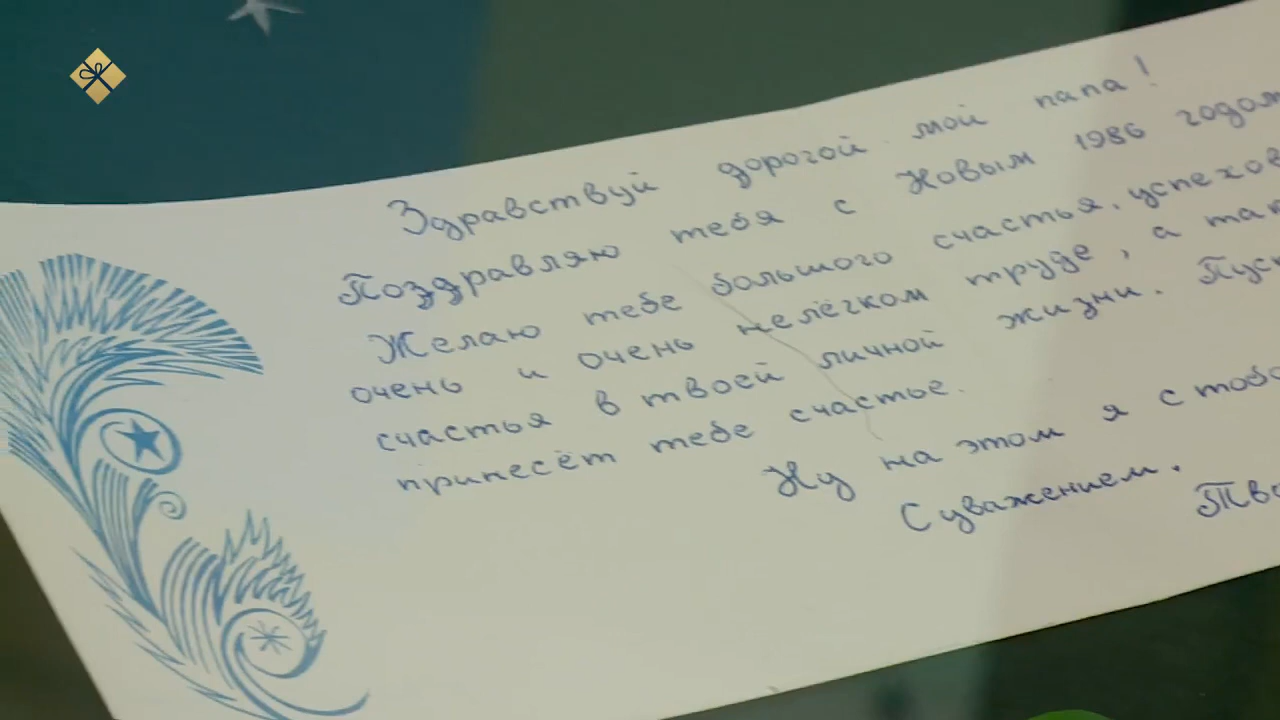 Здравствуй дорогой мой папа!
Поздравляю тебя с Новым 1986 годом
Желаю тебе большого счастья, успехов
очень и очень нелёгком труде, а так
счастья в твоей личной жизни. Пуст
принесёт тебе счастье.
Ну на этом я с тобо
С уважением.
Тво